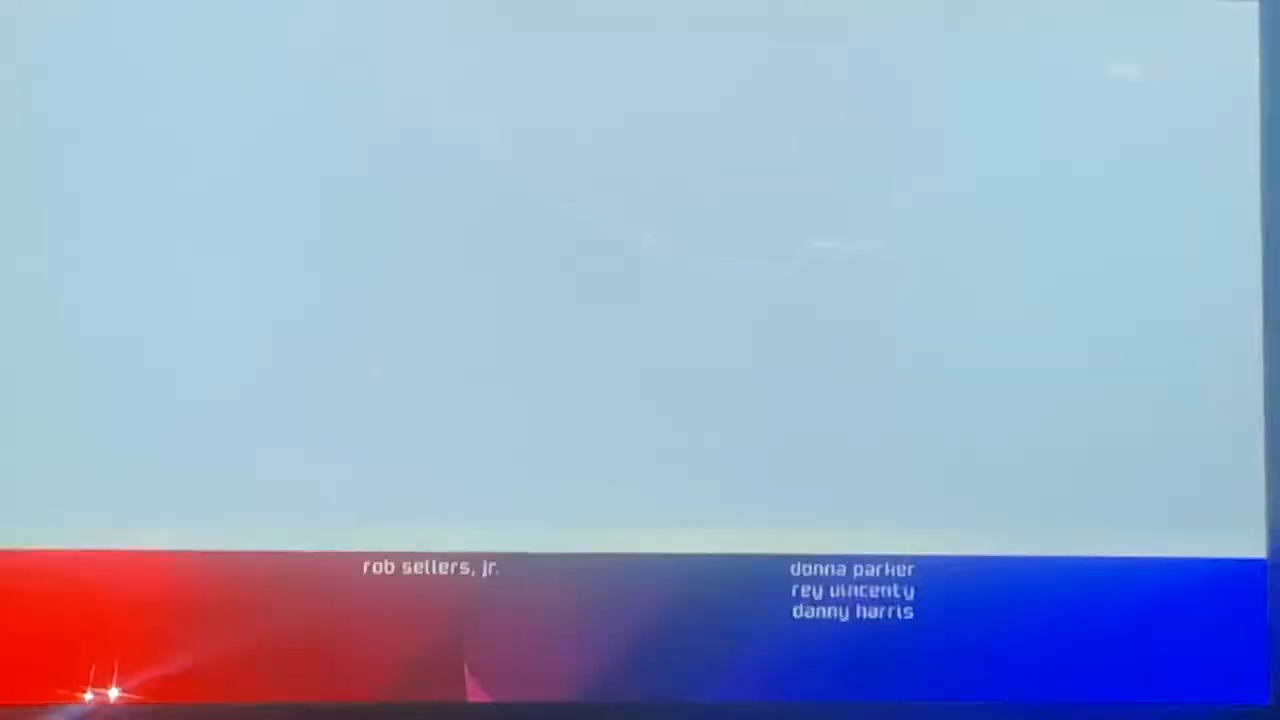 rob sellers, jr.
donna parker
rey vincenty
danny harris